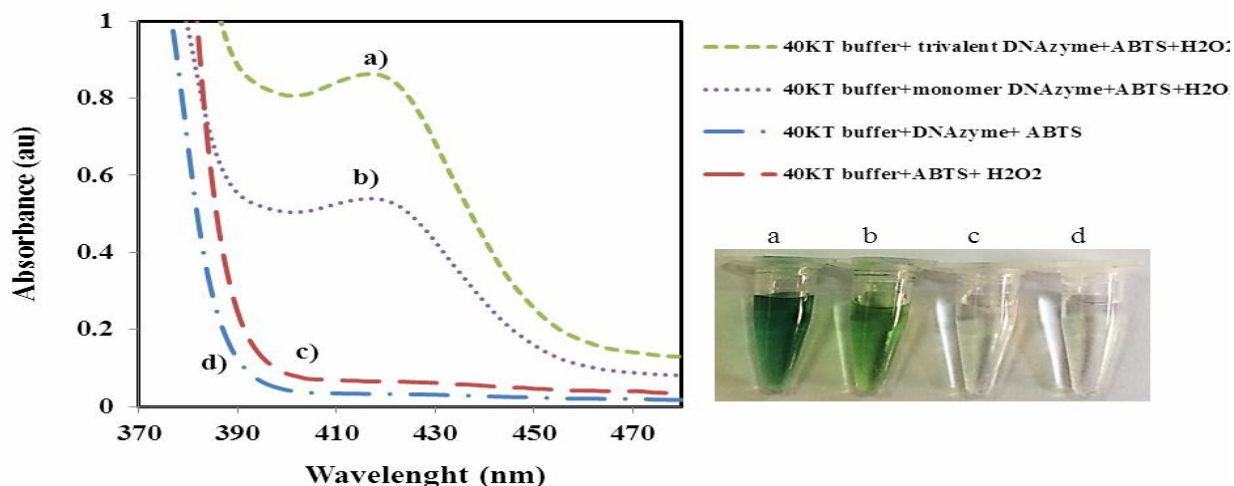 1
0.8
0.6
0.4
0.2
0
a)
b)
c)
d)
370
390
410
430
450
470
Absorbance (au)
Wavelenght (nm)
40KT buffer+ trivalent DNAzyme+ABTS+H2O2
40KT buffer+monomer DNAzyme+ABTS+H2O
40KT buffer+DNAzyme+ ABTS
40KT buffer+ABTS+ H2O2
a b c d